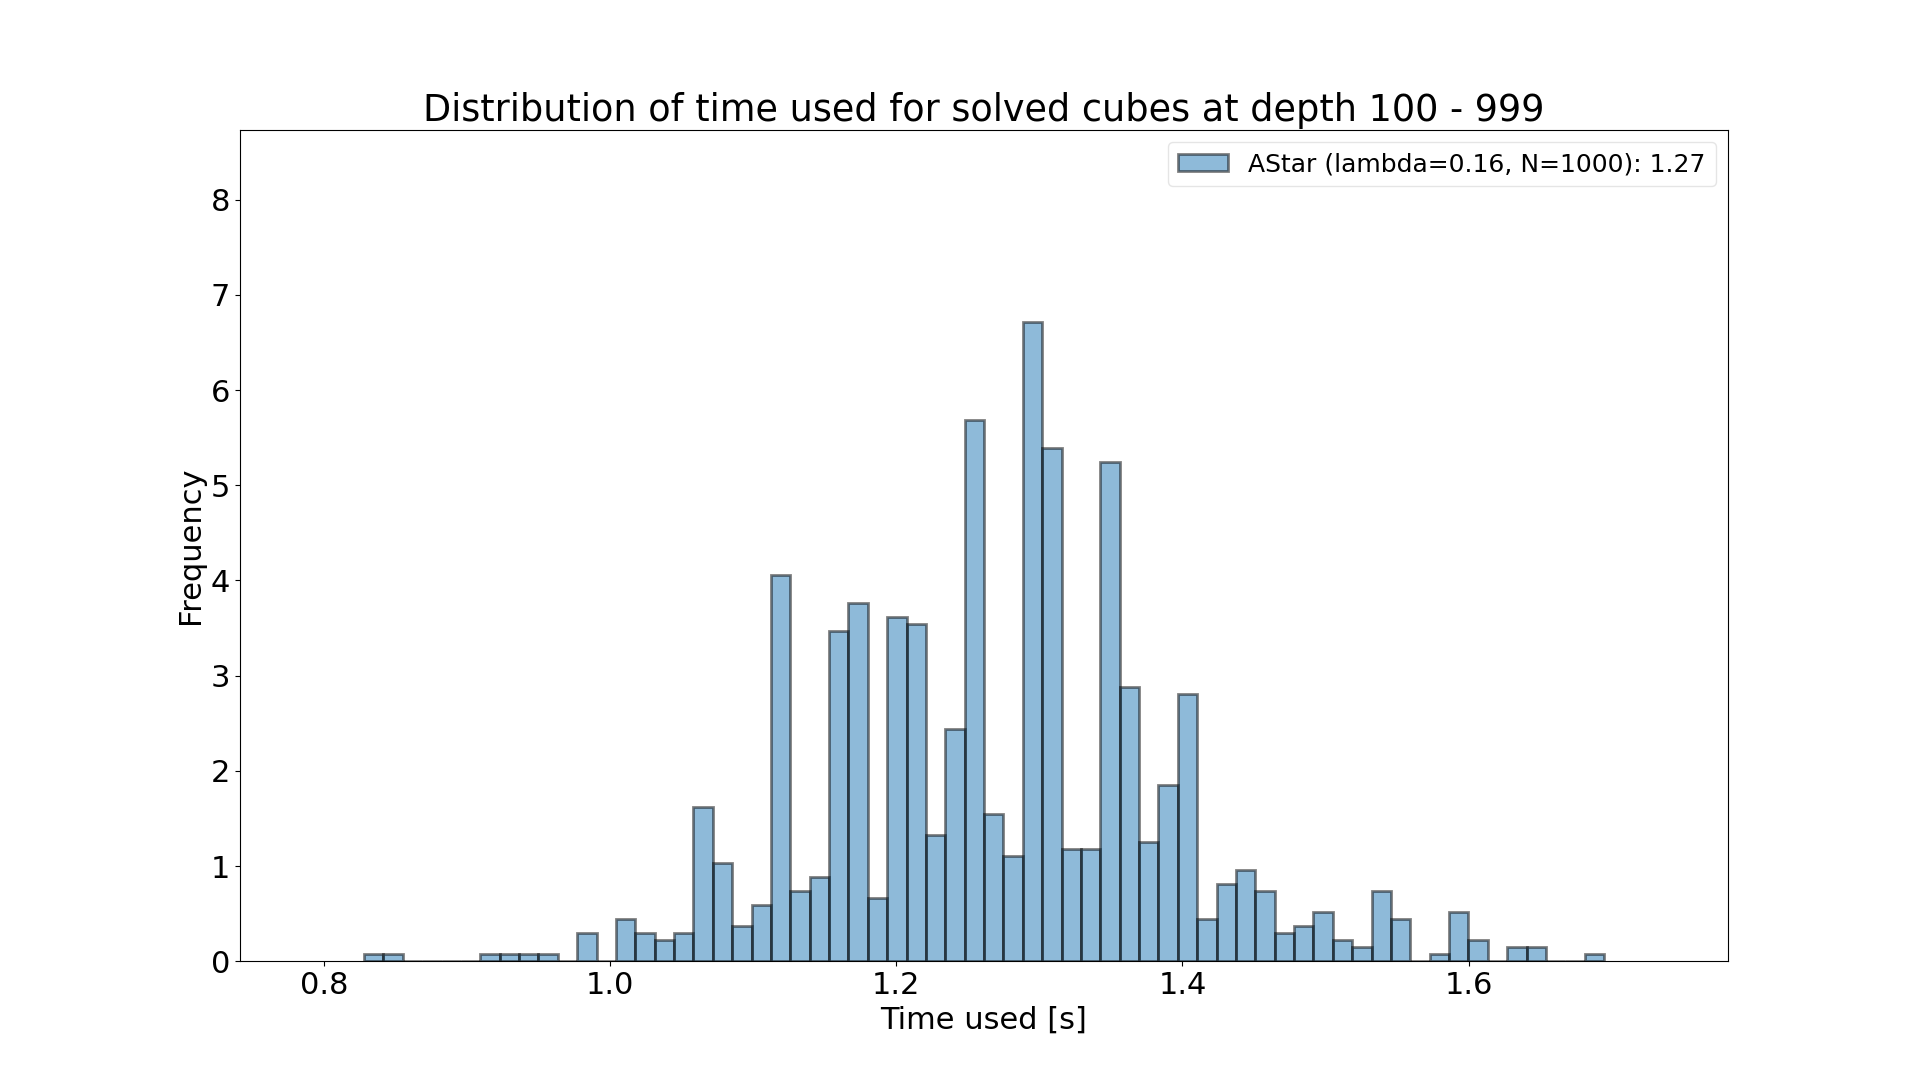 Distribution of time used for solved cubes at depth 100 - 999
AStar (lambda=0.16, N=1000): 1.27
Frequency
8
7
6
5
4
3
2
1
0
0.8 1.0 1.2 1.4 1.6
Time used [s]